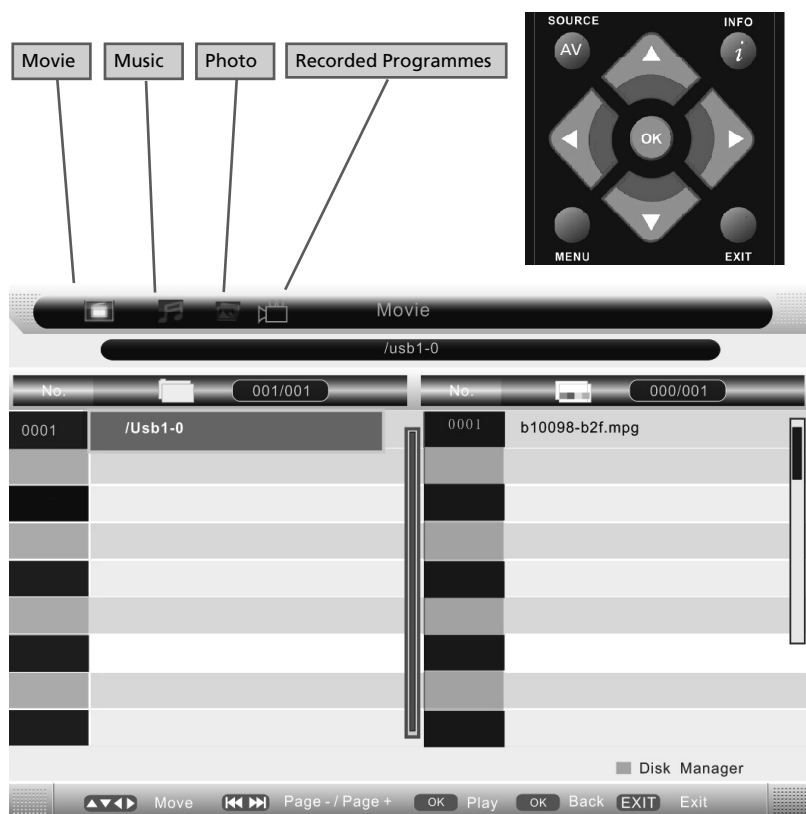 SOURCE INFO
AV i
Movie Music Photo Recorded Programmes
OK
MENU EXIT
Movie
/usb1-0
No. 001/001 No. 000/001
0001 /Usb1-0 0001 b10098-b2f.mpg
Disk Manager
Move Page - / Page + OK Play OK Back EXIT Exit